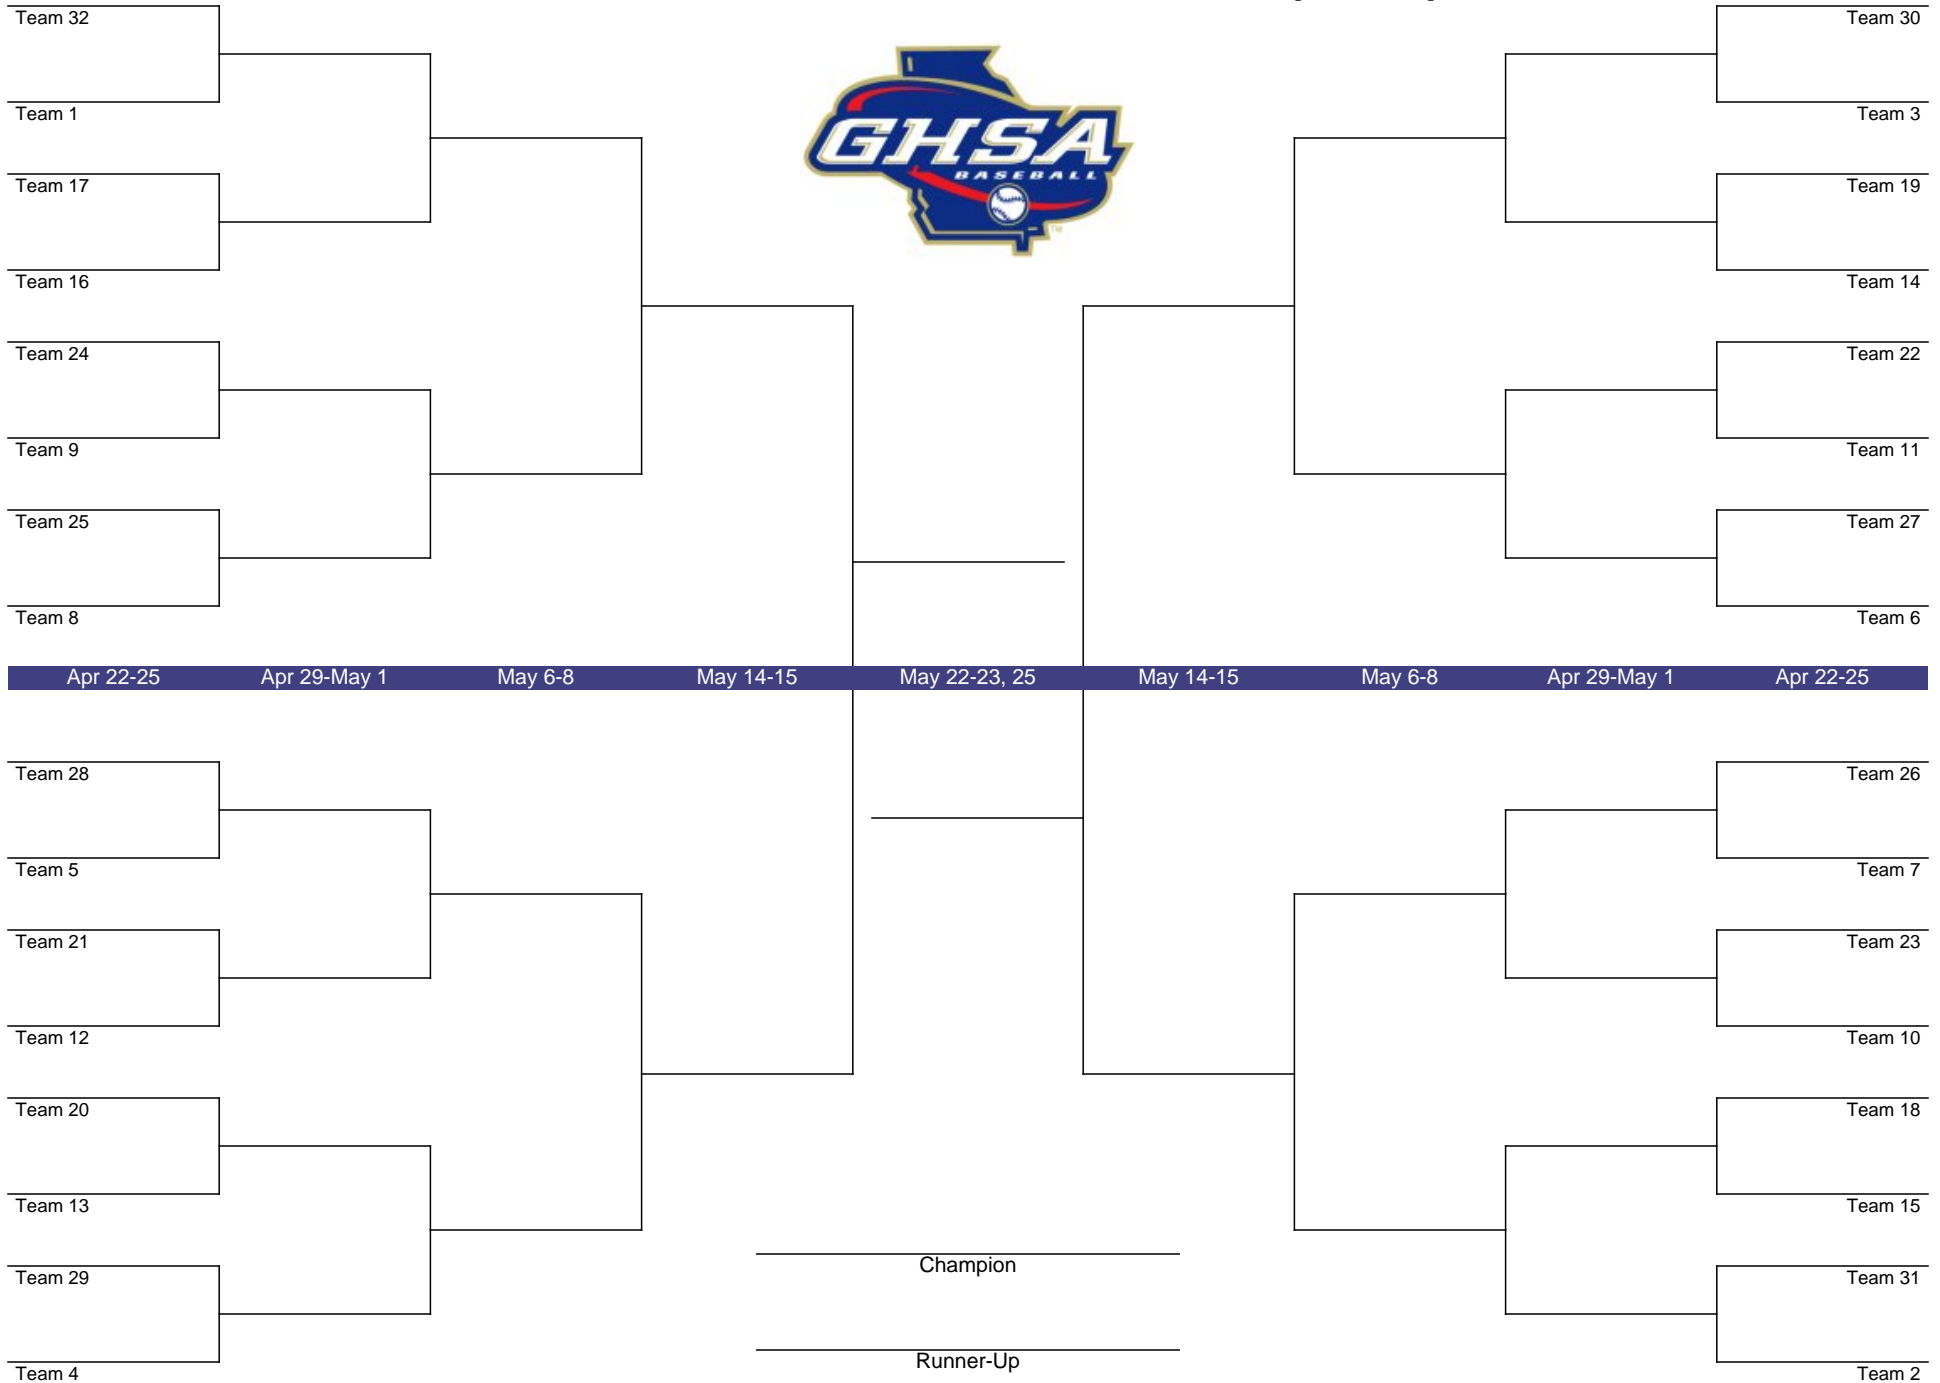 Team 32
Team 30
Team 1
Team 3
GHSA
BASEBALL
TM
Team 17
Team 19
Team 16
Team 14
Team 24
Team 22
Team 9
Team 11
Team 25
Team 27
Team 8
Team 6
Apr 22-25 Apr 29-May 1 May 6-8 May 14-15 May 22-23, 25 May 14-15 May 6-8 Apr 29-May 1 Apr 22-25
Team 28
Team 26
Team 5
Team 7
Team 21
Team 23
Team 12
Team 10
Team 20
Team 18
Team 13
Team 15
Champion
Team 29
Team 31
Runner-Up
Team 4
Team 2